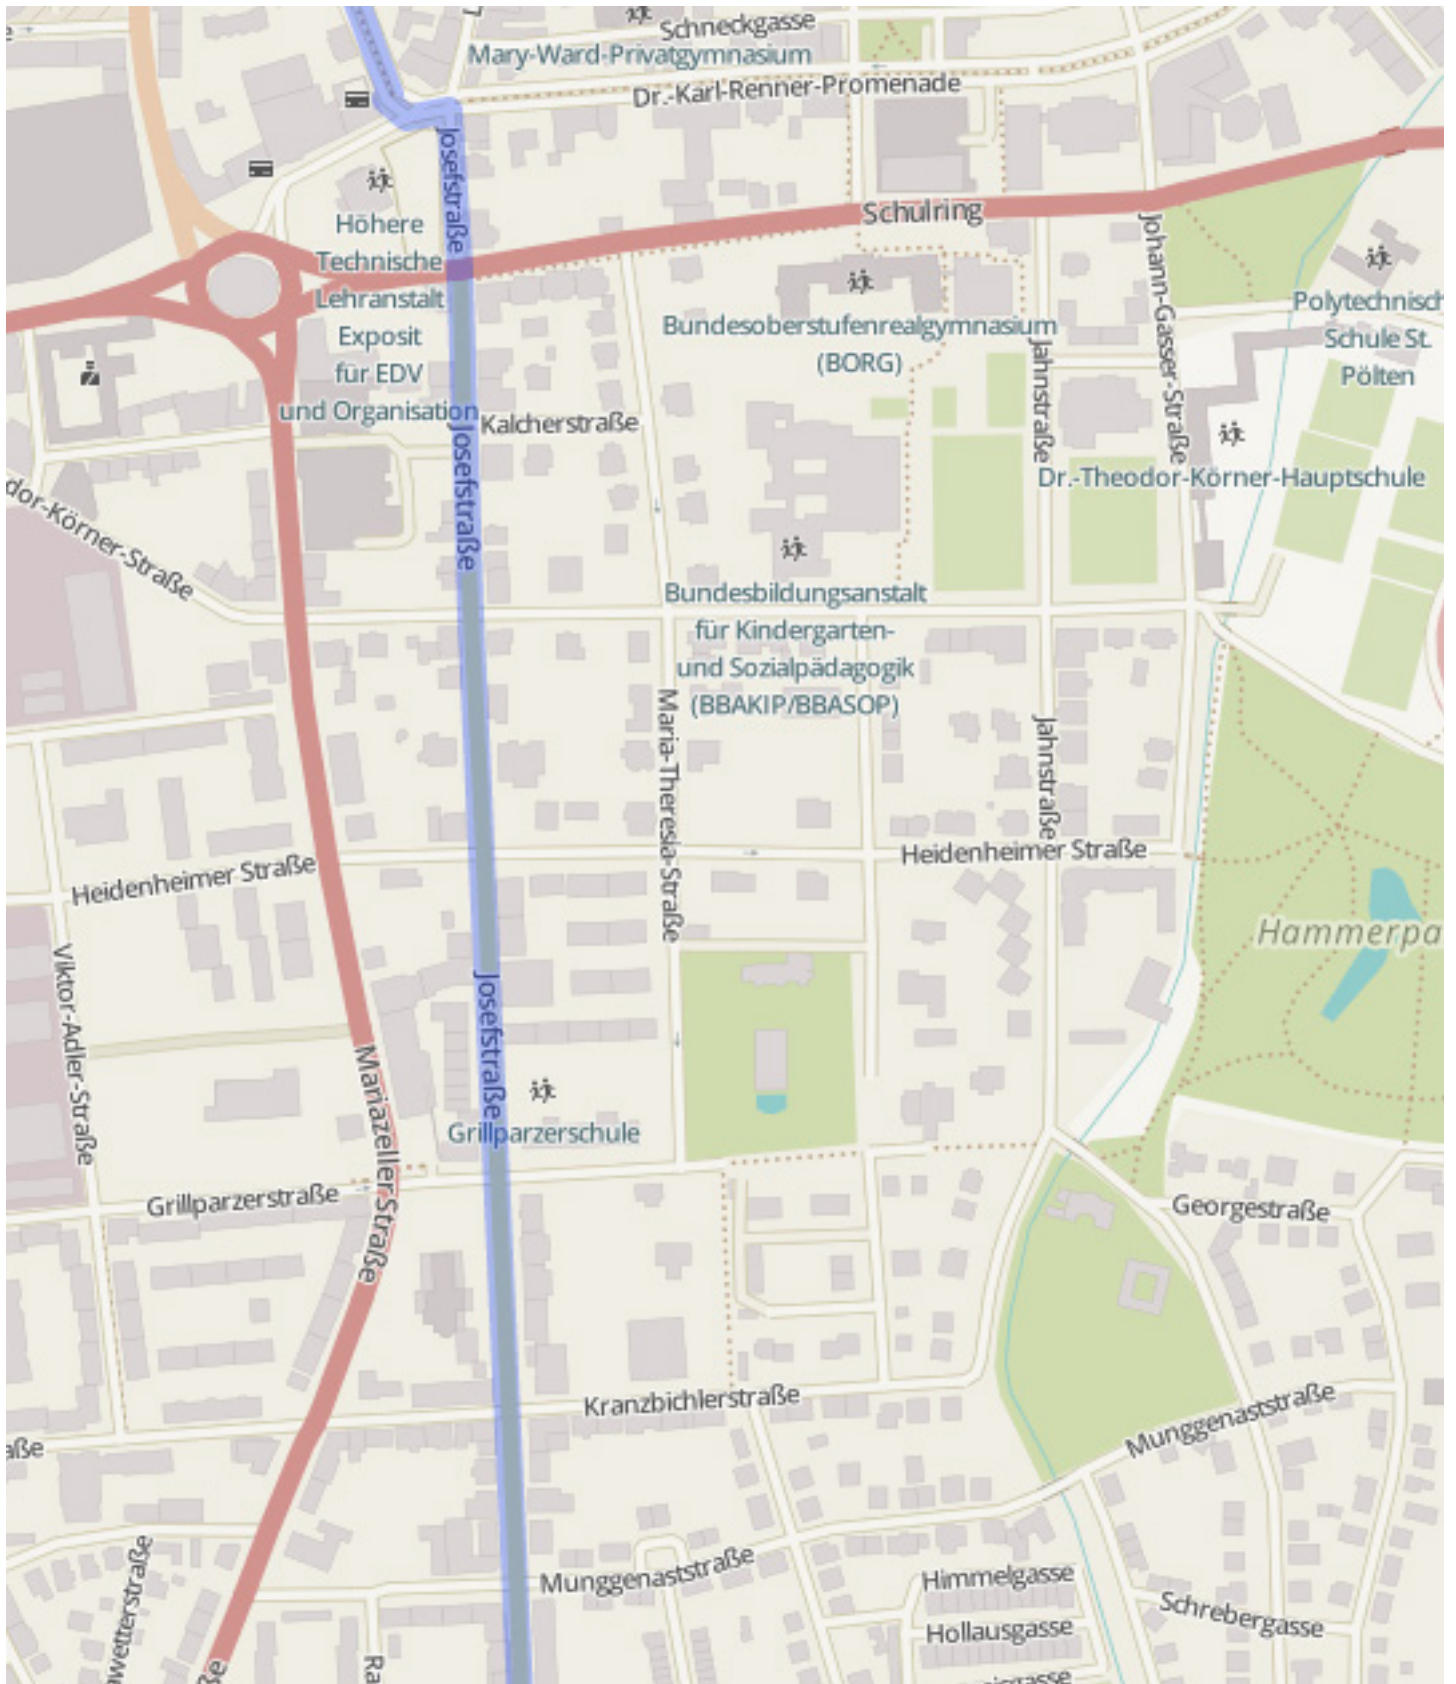 Schneckgasse
Mary-Ward-Privatgymnasium
Dr.-Karl-Renner-Promenade
Josefstraße
Schulring
Höhere
Technische
Lehranstalt
Exposit
für EDV
und Organisation
Johann-Gasser-Straße
Polytechnisch
Schule St.
Pölten
Bundesoberstufenrealgymnasium
(BORG)
Jahnstraße
Kalcherstraße
Josefstraße
Dr.-Theodor-Körner-Hauptschule
dor-Körner-Straße
Bundesbildungsanstalt
für Kindergarten-
und Sozialpädagogik
(BBAKIP/BBASOP)
Maria-Theresia-Straße
Jahnstraße
Heidenheimer Straße
Heidenheimer Straße
Hammerpa
Viktor-Adler-Straße
Josefstraße
Mariazeller Straße
Grillparzerschule
Grillparzerstraße
Georgestraße
Kranzbichlerstraße
Munggenaststraße
aße
wetterstraße
Munggenaststraße
Himmelgasse
Schrebergasse
Hollausgasse
Ra
ße